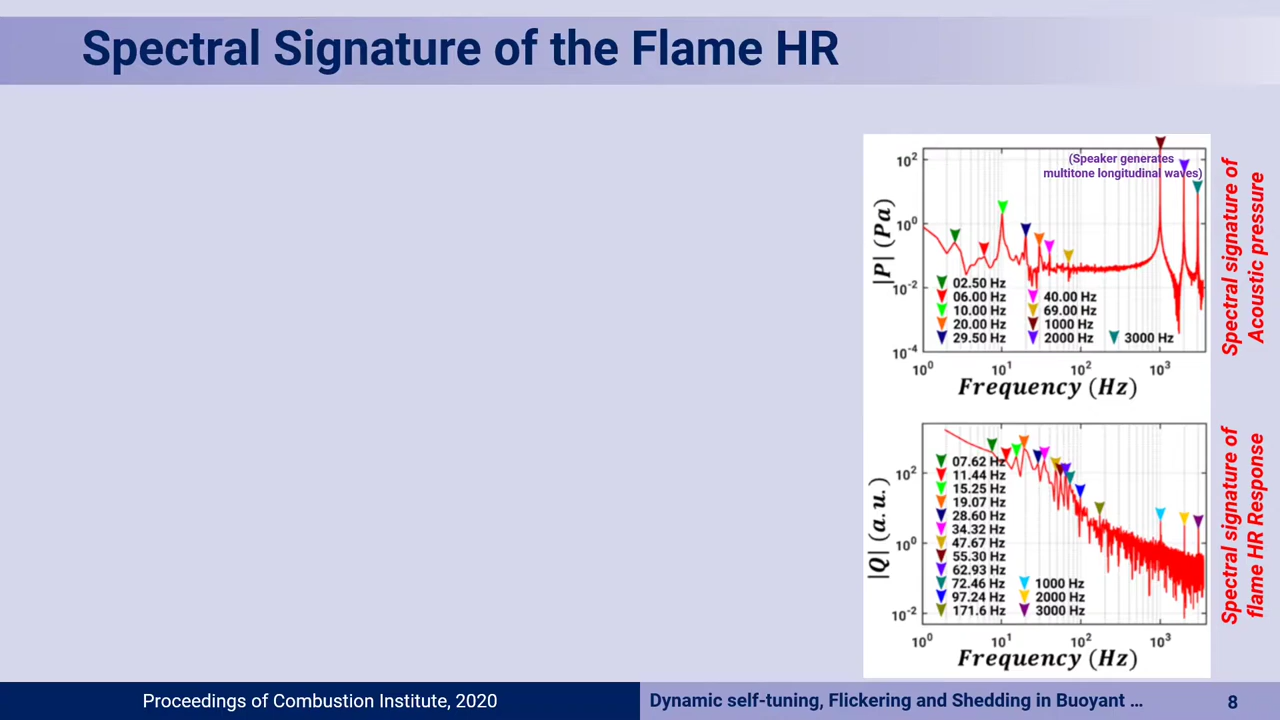 Spectral Signature of the Flame HR
(Speaker generates
multitone longitudinal waves)
|P| (Pa)
10² 10⁰ 10⁻² 10⁻⁴
02.50 Hz
06.00 Hz
10.00 Hz
20.00 Hz
29.50 Hz
40.00 Hz
69.00 Hz
1000 Hz
2000 Hz
3000 Hz
10⁰ 10¹ 10² 10³
Frequency (Hz)
Spectral signature of
Acoustic pressure
|Q| (a.u.)
10² 10⁰ 10⁻²
07.62 Hz
11.44 Hz
15.25 Hz
19.07 Hz
28.60 Hz
34.32 Hz
47.67 Hz
55.30 Hz
62.93 Hz
72.46 Hz
97.24 Hz
171.6 Hz
1000 Hz
2000 Hz
3000 Hz
10⁰ 10¹ 10² 10³
Frequency (Hz)
Spectral signature of
flame HR Response
Proceedings of Combustion Institute, 2020
Dynamic self-tuning, Flickering and Shedding in Buoyant ...
8